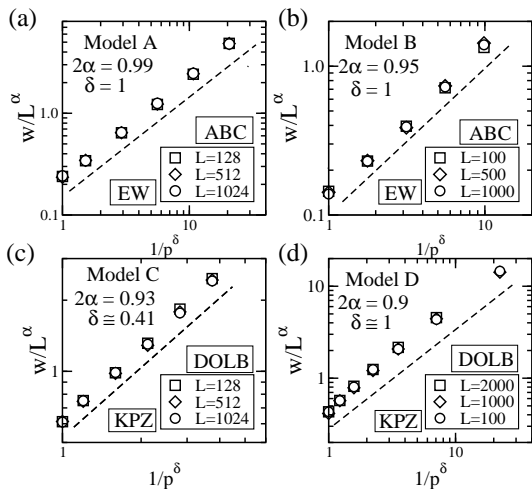 (a)
Model A
2α = 0.99
δ = 1
w/L^α
1.0
0.1
ABC
L=128
L=512
L=1024
EW
1
10
1/p^δ
(b)
Model B
2α = 0.95
δ = 1
1.0
0.1
ABC
L=100
L=500
L=1000
EW
1
10
1/p^δ
(c)
Model C
2α = 0.93
δ ≅ 0.41
w/L^α
1
DOLB
L=128
L=512
L=1024
KPZ
1
1/p^δ
(d)
Model D
2α = 0.9
δ ≅ 1
w/L^α
10
1
DOLB
L=2000
L=1000
L=100
KPZ
1
10
1/p^δ